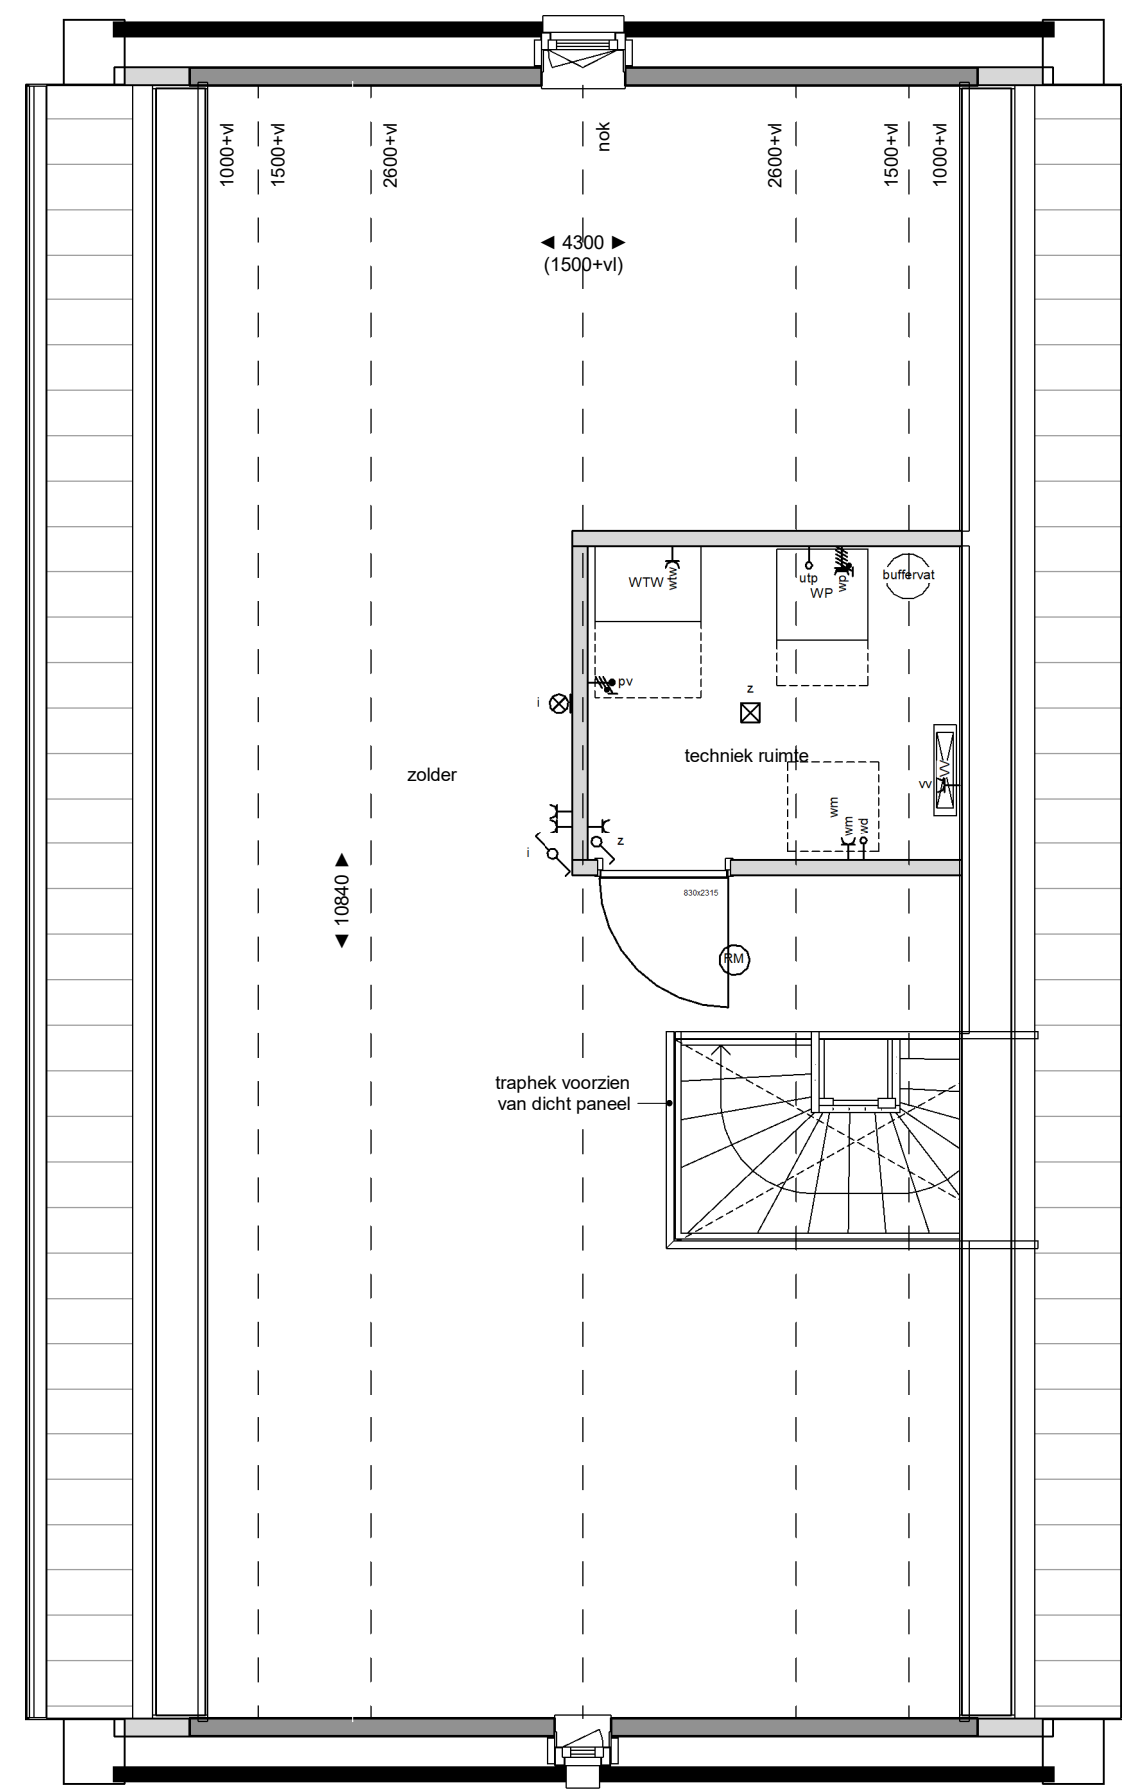 1000+vl
1500+vl
2600+vl
nok
2600+vl
1500+vl
1000+vl
◄ 4300 ►
(1500+vl)
WTW
wtw
utp
WP
wp
buffervat
pv
i
z
techniek ruimte
zolder
vv
VV
wm
wm
wd
z
i
830x2315
◄ 10840 ►
RM
traphek voorzien
van dicht paneel